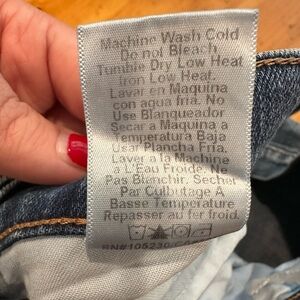 Machine Wash Cold
Do not Bleach
Tumble Dry Low Heat
Iron Low Heat.
Lavar en Maquina
con agua fria. No
Use Blanqueador
Secar a Maquina a
Temperatura Baja
Usar Plancha Fria.
Laver a la Machine
a L'Eau Froide. Ne
Pas Blanchir. Secher
Par Culbutage A
Basse Temperature
Repasser au fer froid.
RN#105230